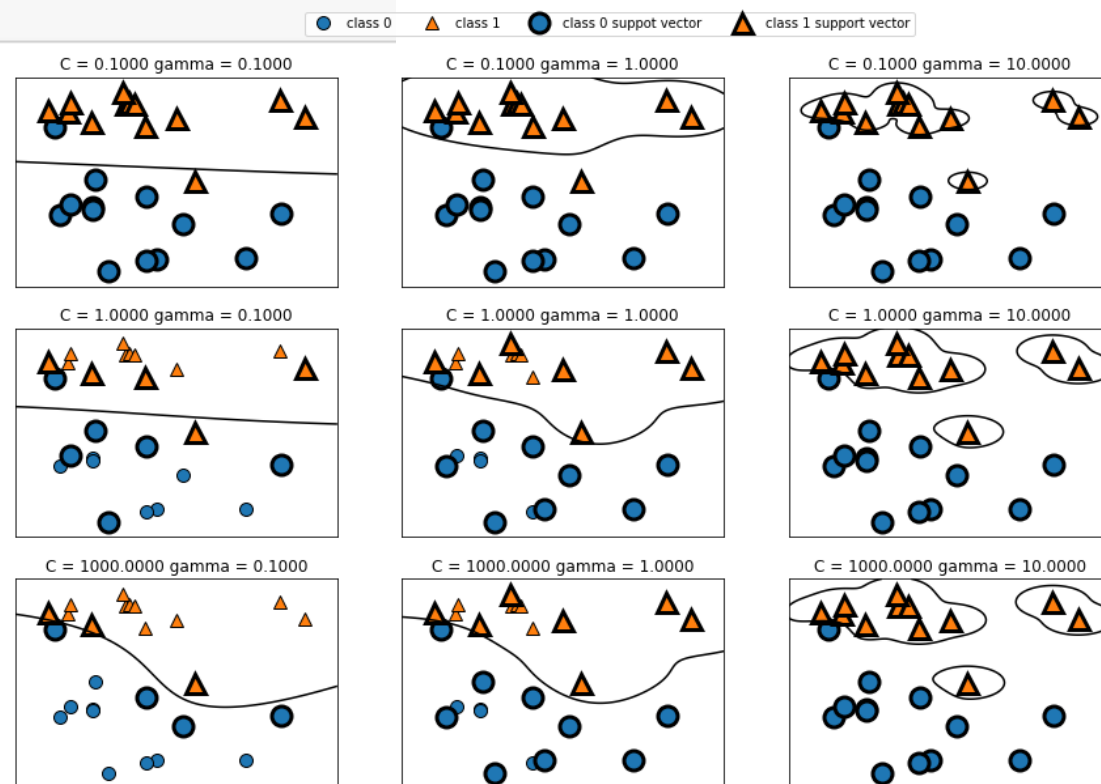 class 0 class 1 class 0 suppot vector class 1 support vector
C = 0.1000 gamma = 0.1000
C = 0.1000 gamma = 1.0000
C = 0.1000 gamma = 10.0000
C = 1.0000 gamma = 0.1000
C = 1.0000 gamma = 1.0000
C = 1.0000 gamma = 10.0000
C = 1000.0000 gamma = 0.1000
C = 1000.0000 gamma = 1.0000
C = 1000.0000 gamma = 10.0000